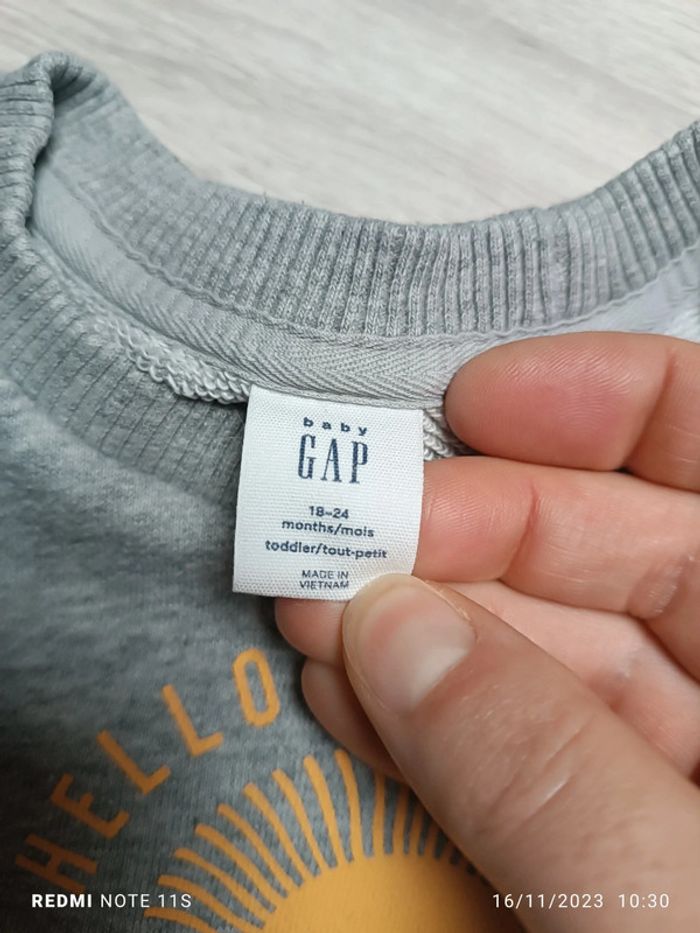 baby
GAP
18-24
months/mois
toddler/tout-petit
MADE IN
VIETNAM
HELLO
REDMI NOTE 11S
16/11/2023 10:30